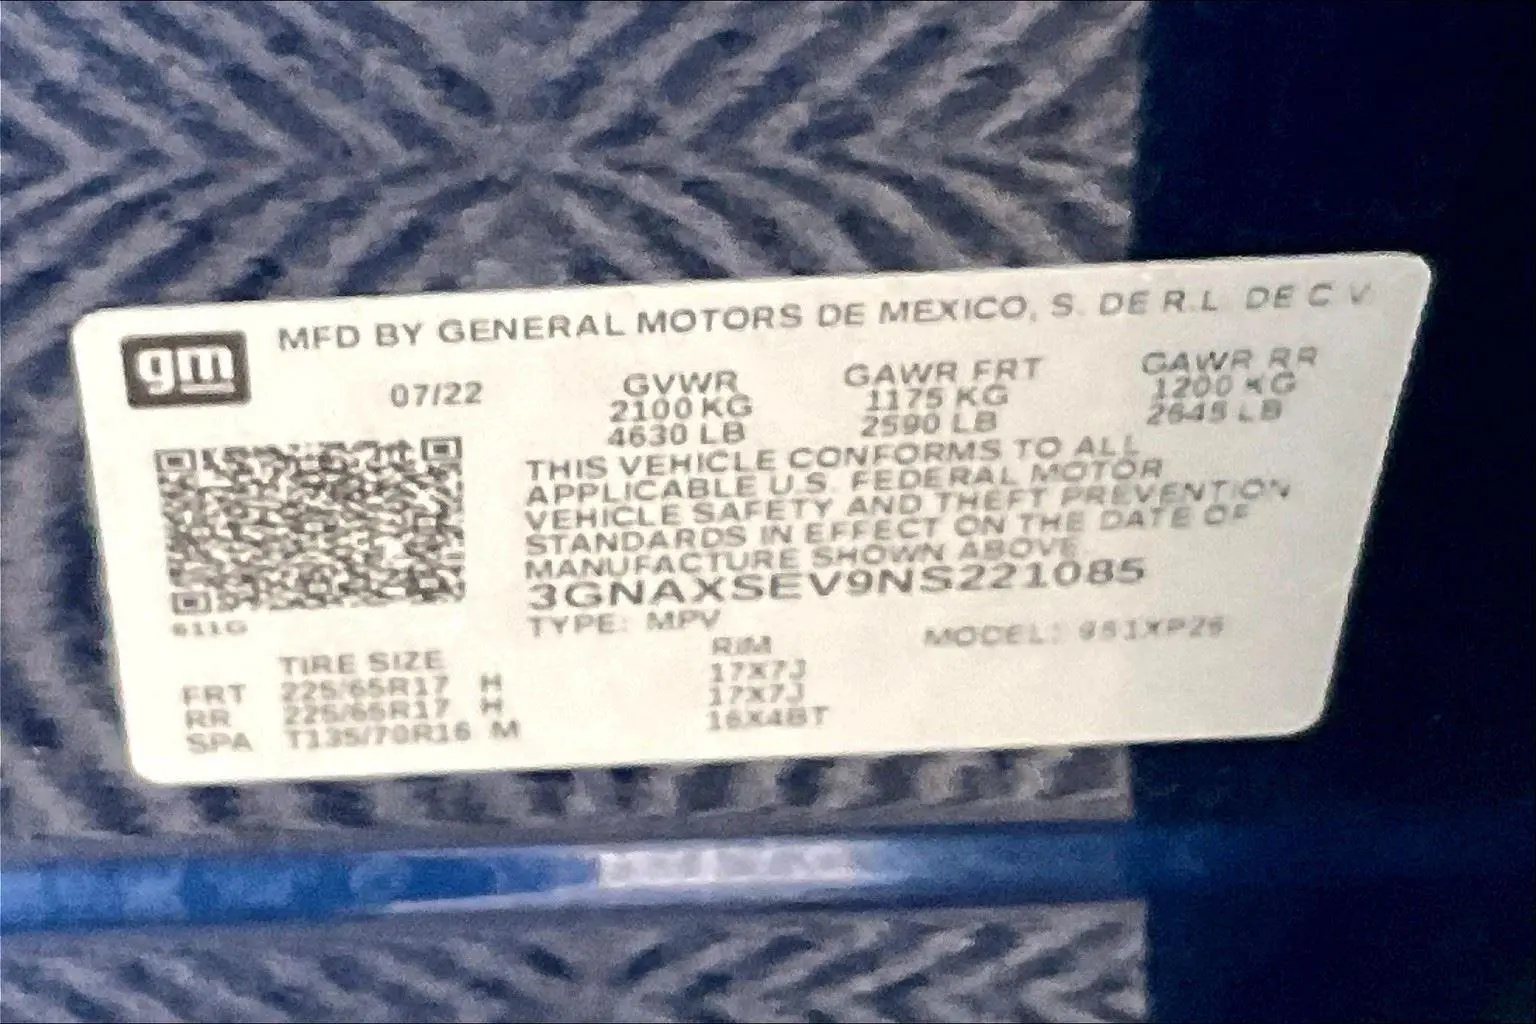 gm
MFD BY GENERAL MOTORS DE MEXICO, S. DE R.L. DE C.V.
07/22
GVWR GAWR FRT GAWR RR
2100 KG 1175 KG 1200 KG
4630 LB 2590 LB 2645 LB
THIS VEHICLE CONFORMS TO ALL
APPLICABLE U.S. FEDERAL MOTOR
VEHICLE SAFETY AND THEFT PREVENTION
STANDARDS IN EFFECT ON THE DATE OF
MANUFACTURE SHOWN ABOVE.
3GNAXSEV9NS221085
611G
TYPE: MPV MODEL:
TIRE SIZE RIM
FRT 225/65R17 H 17X7J
RR 225/65R17 H 17X7J
SPA T135/70R16 M 16X4BT